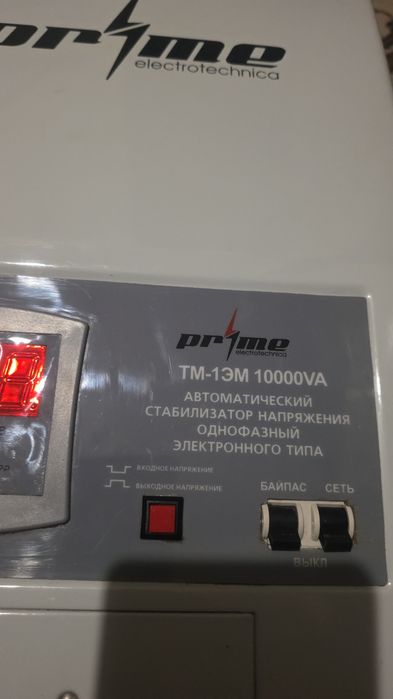 prime
electrotechnica
prime
electrotechnica
ТМ-1ЭМ 10000VA
АВТОМАТИЧЕСКИЙ
СТАБИЛИЗАТОР НАПРЯЖЕНИЯ
ОДНОФАЗНЫЙ
ЭЛЕКТРОННОГО ТИПА
ВХОДНОЕ НАПРЯЖЕНИЕ
ВЫХОДНОЕ НАПРЯЖЕНИЕ
БАЙПАС СЕТЬ
ВЫКЛ